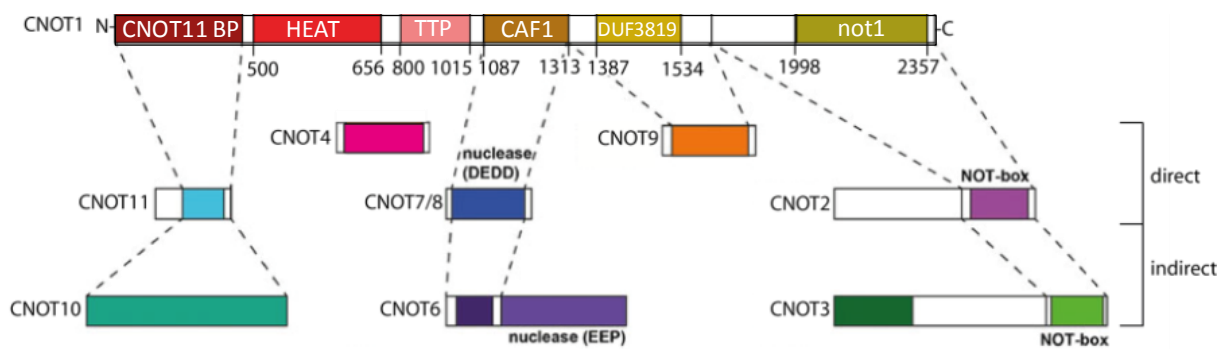 CNOT1 N- CNOT11 BP HEAT TTP CAF1 DUF3819 not1 -C
500 656 800 1015 1087 1313 1387 1534 1998 2357
CNOT4 CNOT9
nuclease
(DEDD)
NOT-box
direct
CNOT11 CNOT7/8 CNOT2
indirect
CNOT10 CNOT6 CNOT3
nuclease (EEP) NOT-box